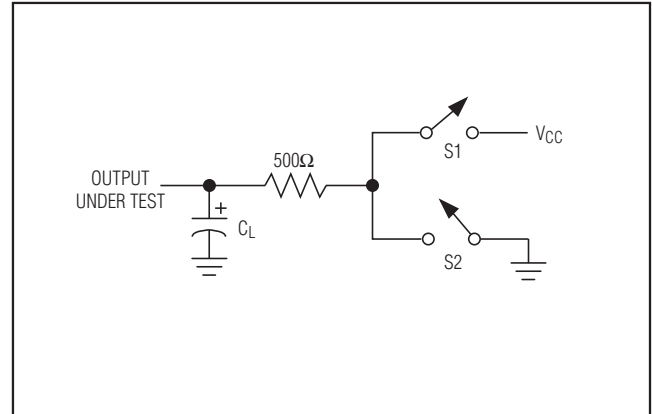 500Ω
S1
VCC
OUTPUT
UNDER TEST
+
CL
S2